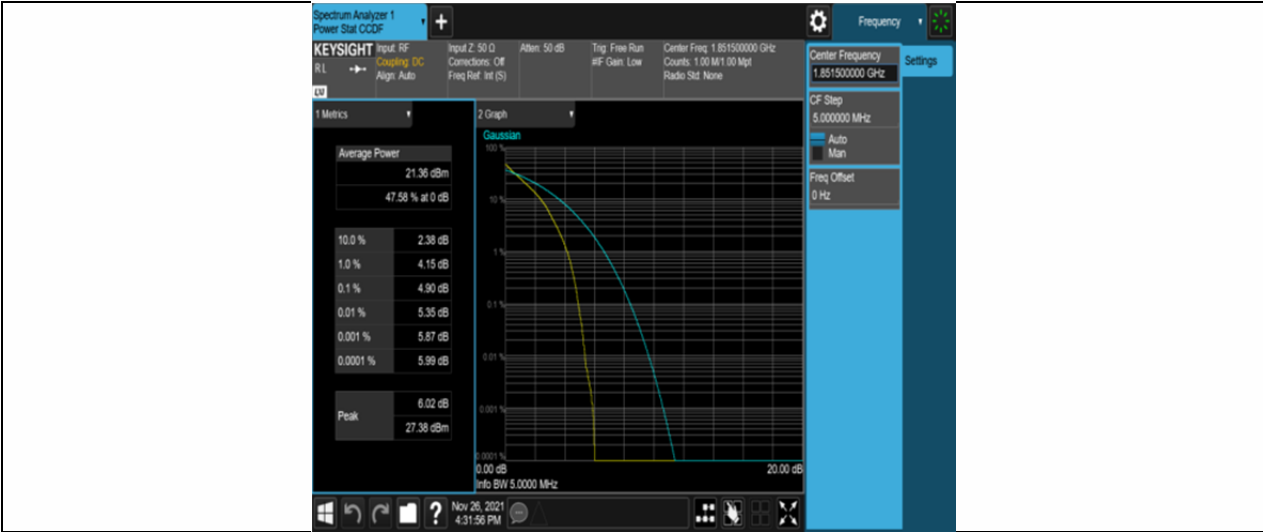 Spectrum Analyzer 1
Power Stat CCDF
Frequency
KEYSIGHT Input: RF
R L
Coupling: DC
Align: Auto
LV
Input Z: 50 Ω
Corrections: Off
Freq Ref: Int (S)
Atten: 50 dB
Trig: Free Run
#IF Gain: Low
Center Freq: 1.851500000 GHz
Counts: 1.00 M/1.00 Mpt
Radio Std: None
Center Frequency
1.851500000 GHz
Settings
CF Step
5.000000 MHz
Auto
Man
Freq Offset
0 Hz
1 Metrics
Average Power
21.36 dBm
47.58 % at 0 dB
10.0 % 2.38 dB
1.0 % 4.15 dB
0.1 % 4.90 dB
0.01 % 5.35 dB
0.001 % 5.87 dB
0.0001 % 5.99 dB
Peak
6.02 dB
27.38 dBm
2 Graph
Gaussian
100 %
10 %
1 %
0.1 %
0.01 %
0.001 %
0.0001 %
0.00 dB 20.00 dB
Info BW 5.0000 MHz
?
Nov 26, 2021
4:31:56 PM